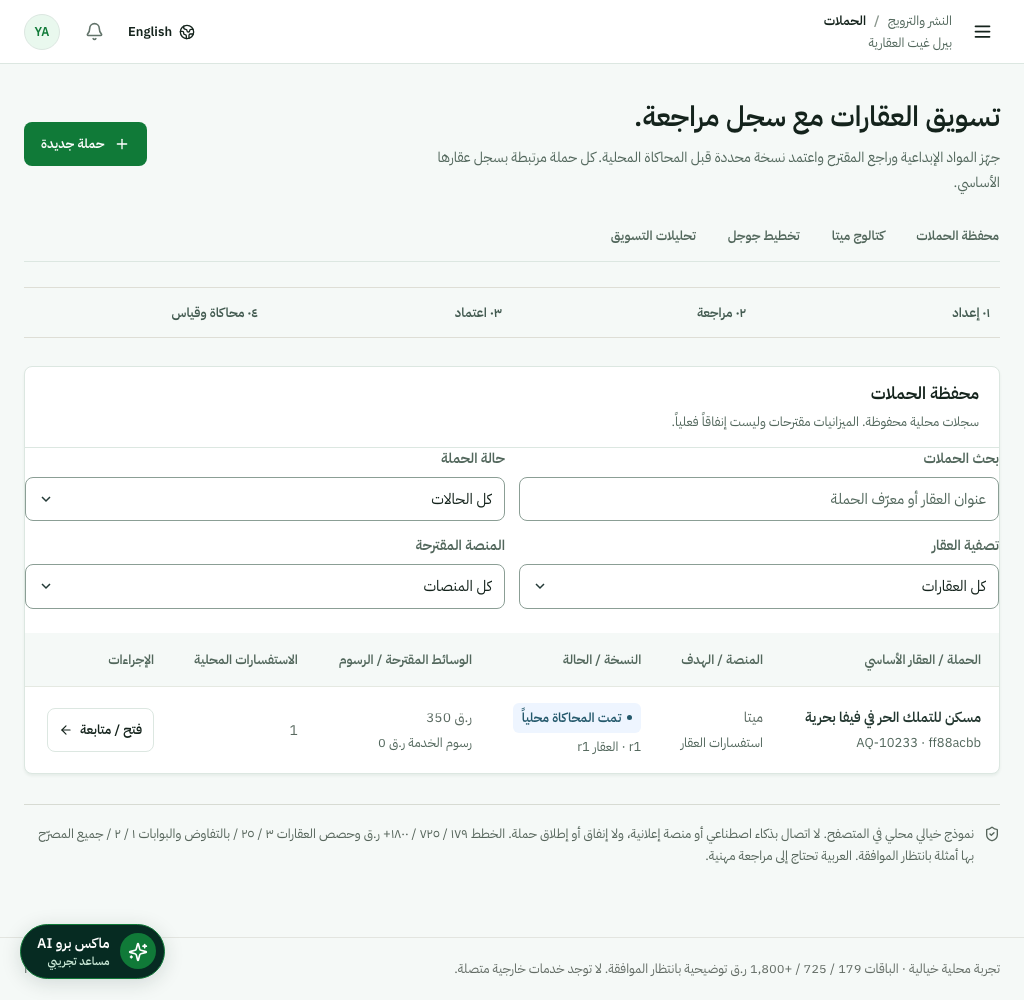 النشر والترويج / الحملات
بيرل غيت العقارية
English
YA
تسويق العقارات مع سجل مراجعة.
جهّز المواد الإبداعية وراجع المقترح واعتمد نسخة محددة قبل المحاكاة المحلية. كل حملة مرتبطة بسجل عقارها
الأساسي.
حملة جديدة
محفظة الحملات
كتالوج ميتا
تخطيط جوجل
تحليلات التسويق
٠١ إعداد
٠٢ مراجعة
٠٣ اعتماد
٠٤ محاكاة وقياس
محفظة الحملات
سجلات محلية محفوظة. الميزانيات مقترحات وليست إنفاقاً فعلياً.
بحث الحملات
حالة الحملة
عنوان العقار أو معرّف الحملة
كل الحالات
تصفية العقار
المنصة المقترحة
كل العقارات
كل المنصات
الحملة / العقار الأساسي
المنصة / الهدف
النسخة / الحالة
الوسائط المقترحة / الرسوم
الاستفسارات المحلية
الإجراءات
مسكن للتملك الحر في فيفا بحرية
AQ-10233 · ff88acbb
ميتا
استفسارات العقار
تمت المحاكاة محلياً
r1 · العقار r1
ر.ق 350
رسوم الخدمة ر.ق 0
1
فتح / متابعة
نموذج خيالي محلي في المتصفح. لا اتصال بذكاء اصطناعي أو منصة إعلانية، ولا إنفاق أو إطلاق حملة. الخطط ١٧٩ / ٧٢٥ / ١٨٠٠+ ر.ق وحصص العقارات ٣ / ٢٥ / بالتفاوض والبوابات ١ / ٢ / جميع المصرّح
بها أمثلة بانتظار الموافقة. العربية تحتاج إلى مراجعة مهنية.
ماكس برو AI
مساعد تجريبي
تجربة محلية خيالية · الباقات 179 / 725 / +1,800 ر.ق توضيحية بانتظار الموافقة. لا توجد خدمات خارجية متصلة.